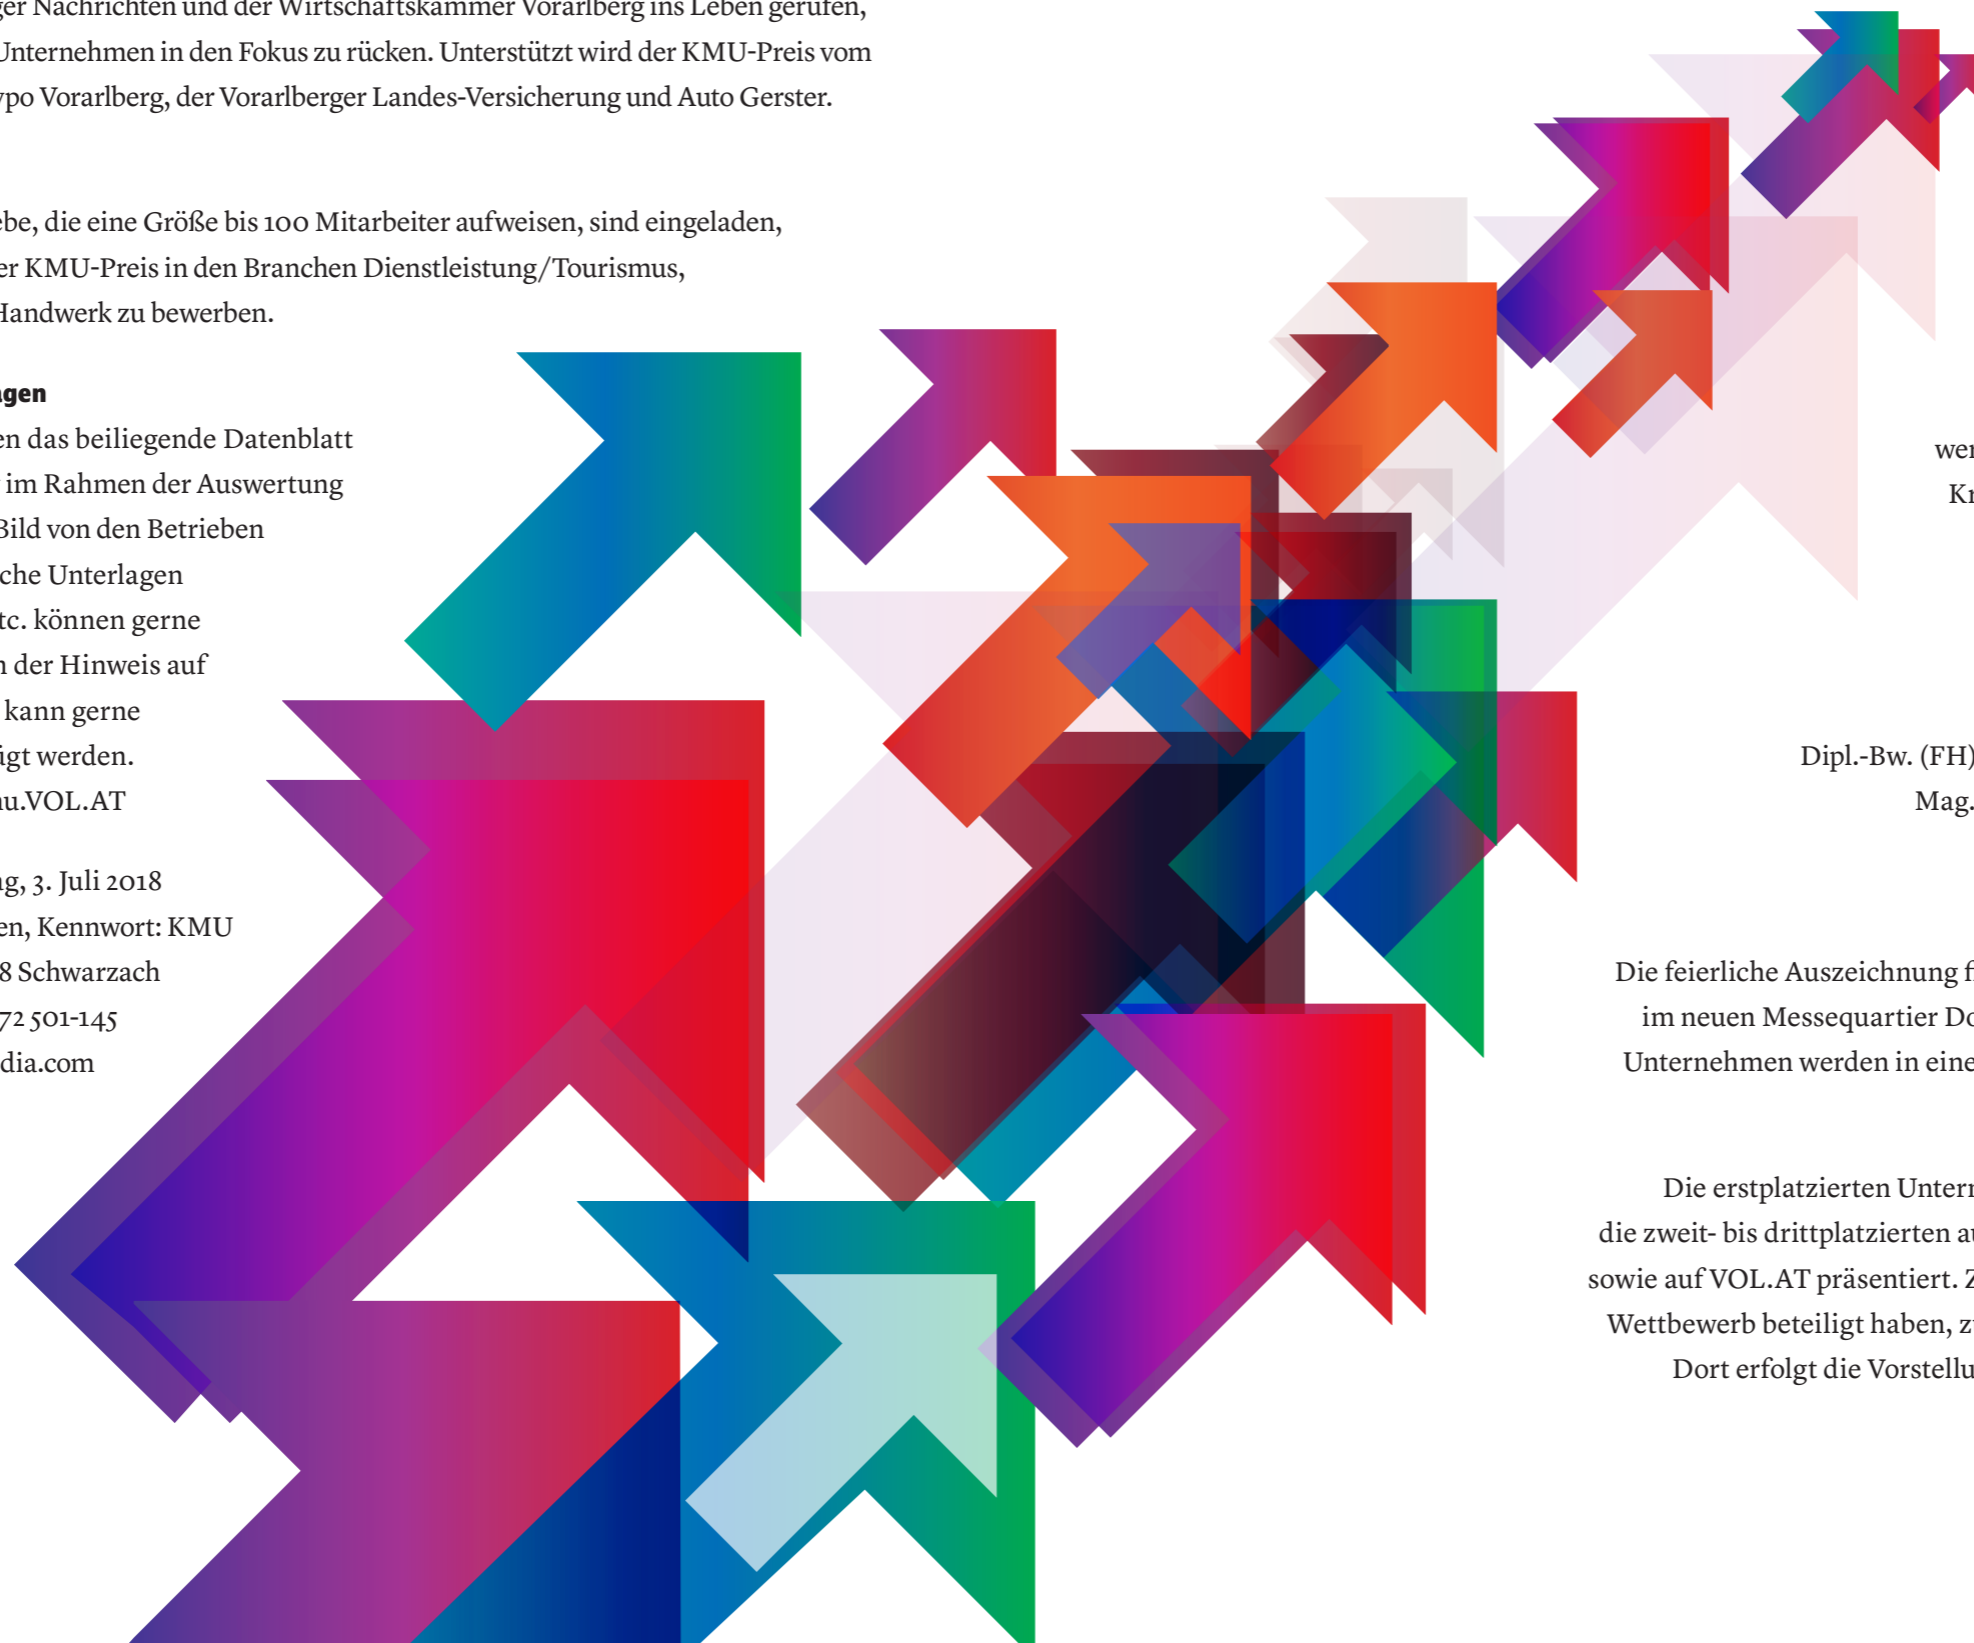 ger Nachrichten und der Wirtschaftskammer Vorarlberg ins Leben gerufen,
Unternehmen in den Fokus zu rücken. Unterstützt wird der KMU-Preis vom
ypo Vorarlberg, der Vorarlberger Landes-Versicherung und Auto Gerster.
ebe, die eine Größe bis 100 Mitarbeiter aufweisen, sind eingeladen,
er KMU-Preis in den Branchen Dienstleistung/Tourismus,
Handwerk zu bewerben.
agen
en das beiliegende Datenblatt
im Rahmen der Auswertung
Bild von den Betrieben
che Unterlagen
tc. können gerne
n der Hinweis auf
kann gerne
igt werden.
u.VOL.AT
ag, 3. Juli 2018
en, Kennwort: KMU
8 Schwarzach
72 501-145
dia.com
wer
Kr
Dipl.-Bw. (FH)
Mag.
Die feierliche Auszeichnung fi
im neuen Messequartier Do
Unternehmen werden in eine
Die erstplatzierten Untern
die zweit- bis drittplatzierten au
sowie auf VOL.AT präsentiert. Z
Wettbewerb beteiligt haben, z
Dort erfolgt die Vorstellu